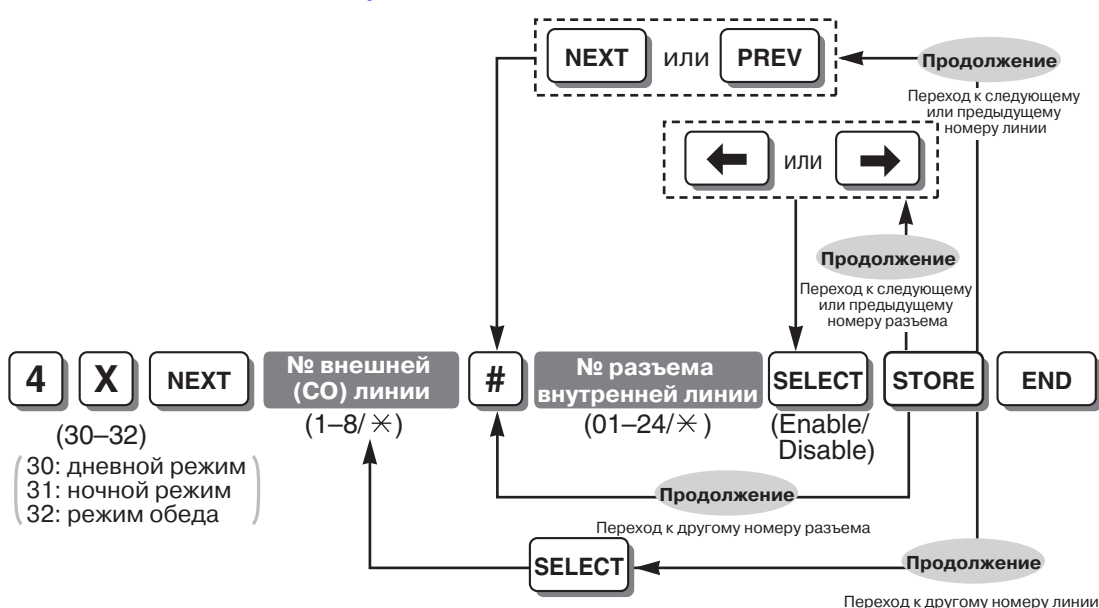 NEXT или PREV
Продолжение
Переход к следующему
или предыдущему
номеру линии
← или →
Продолжение
Переход к следующему
или предыдущему
номеру разъема
4 X NEXT
№ внешней
(CO) линии
#
№ разъема
внутренней линии
SELECT STORE END
(30–32)
(1–8/✳)
(01–24/✳)
(Enable/
Disable)
30: дневной режим
31: ночной режим
32: режим обеда
Продолжение
Переход к другому номеру разъема
SELECT
Продолжение
Переход к другому номеру линии